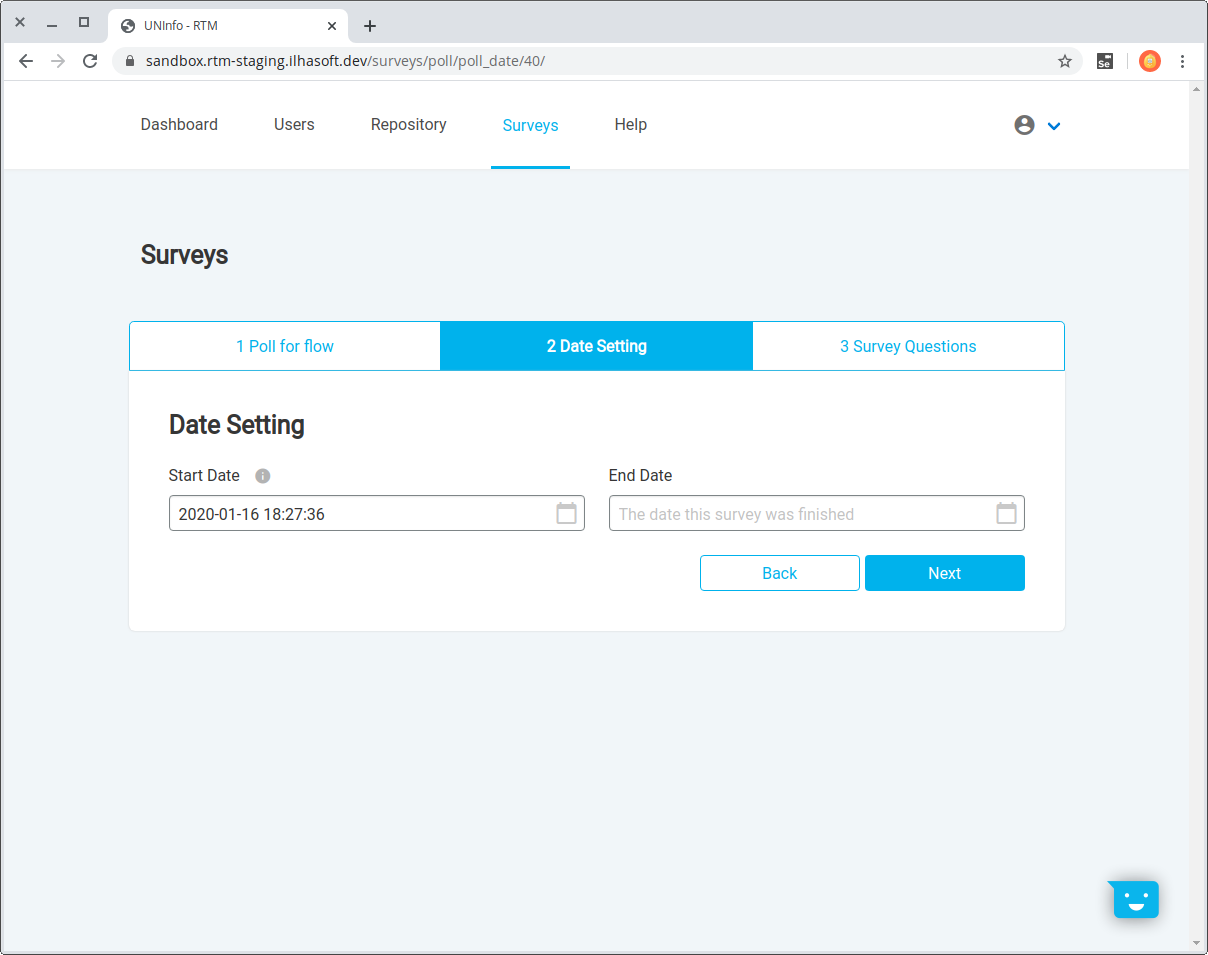 UNInfo - RTM
sandbox.rtm-staging.ilhasoft.dev/surveys/poll/poll_date/40/
Se
Dashboard Users Repository Surveys Help
Surveys
1 Poll for flow 2 Date Setting 3 Survey Questions
Date Setting
Start Date End Date
2020-01-16 18:27:36 The date this survey was finished
Back Next